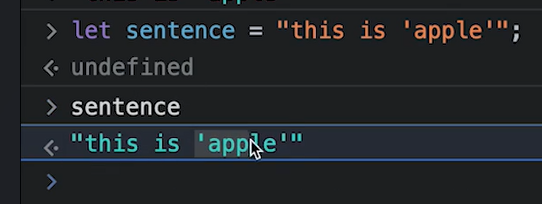 > let sentence = "this is 'apple'";
<· undefined
> sentence
<· "this is 'apple'"
>